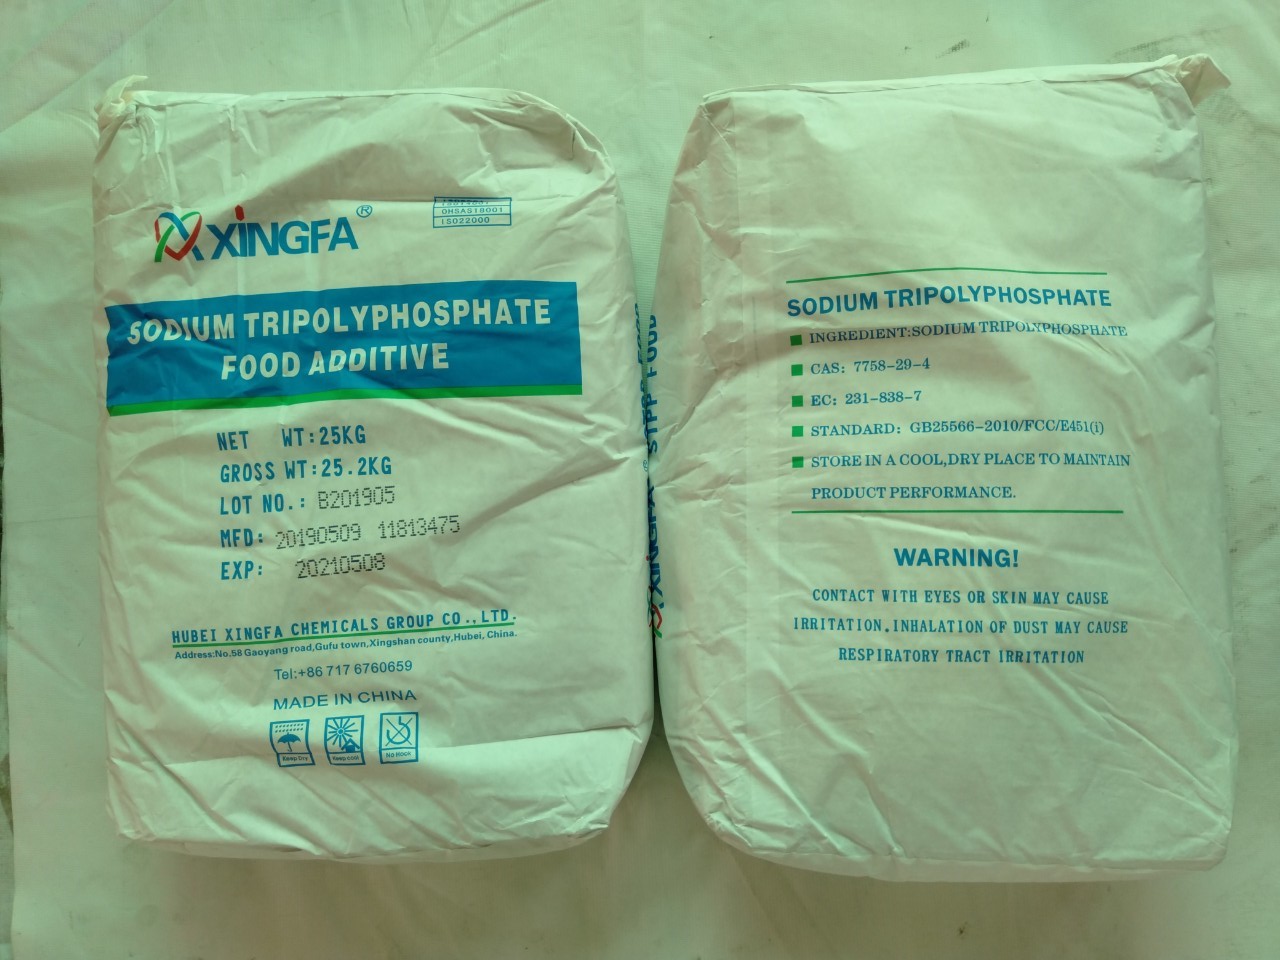 XINGFA®
OHSAS18001
ISO22000
SODIUM TRIPOLYPHOSPHATE
FOOD ADDITIVE
NET WT:25KG
GROSS WT:25.2KG
LOT NO.: B201905
MFD: 20190509 11813475
EXP: 20210508
HUBEI XINGFA CHEMICALS GROUP CO.,LTD.
Address:No.58 Gaoyang road,Gufu town,Xingshan county,Hubei, China.
Tel:+86 717 6760659
MADE IN CHINA
Keep Dry
Keep cool
No Hook
XINGFA® STPP FOOD
SODIUM TRIPOLYPHOSPHATE
INGREDIENT:SODIUM TRIPOLYPHOSPHATE
CAS: 7758-29-4
EC: 231-838-7
STANDARD: GB25566-2010/FCC/E451(i)
STORE IN A COOL,DRY PLACE TO MAINTAIN
PRODUCT PERFORMANCE.
WARNING!
CONTACT WITH EYES OR SKIN MAY CAUSE
IRRITATION.INHALATION OF DUST MAY CAUSE
RESPIRATORY TRACT IRRITATION